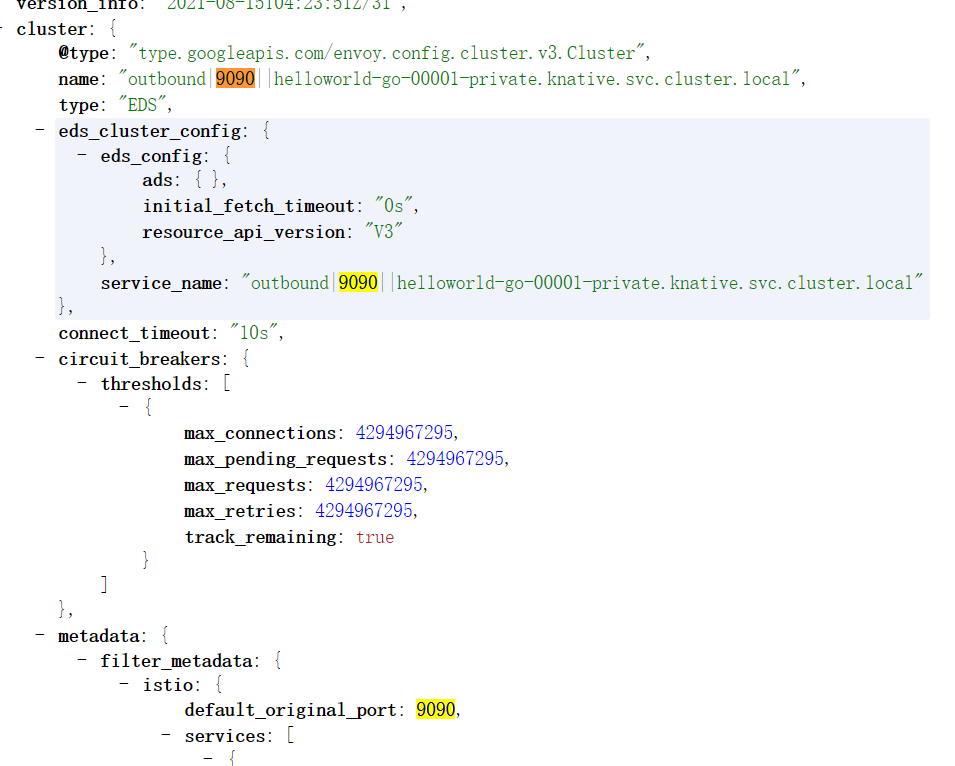 version_info: "2021-08-15T04:23:51Z/31",
- cluster: {
@type: "type.googleapis.com/envoy.config.cluster.v3.Cluster",
name: "outbound|9090||helloworld-go-00001-private.knative.svc.cluster.local",
type: "EDS",
- eds_cluster_config: {
- eds_config: {
ads: { },
initial_fetch_timeout: "0s",
resource_api_version: "V3"
},
service_name: "outbound|9090||helloworld-go-00001-private.knative.svc.cluster.local"
},
connect_timeout: "10s",
- circuit_breakers: {
- thresholds: [
- {
max_connections: 4294967295,
max_pending_requests: 4294967295,
max_requests: 4294967295,
max_retries: 4294967295,
track_remaining: true
}
]
},
- metadata: {
- filter_metadata: {
- istio: {
default_original_port: 9090,
- services: [
- {